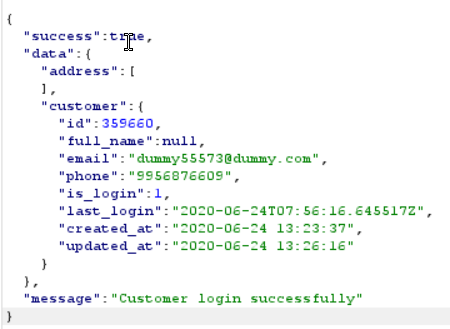 {
"success":true,
"data":{
"address":[
],
"customer":{
"id":359660,
"full_name":null,
"email":"dummy55573@dummy.com",
"phone":"9956876609",
"is_login":1,
"last_login":"2020-06-24T07:56:16.645517Z",
"created_at":"2020-06-24 13:23:37",
"updated_at":"2020-06-24 13:26:16"
}
},
"message":"Customer login successfully"
}